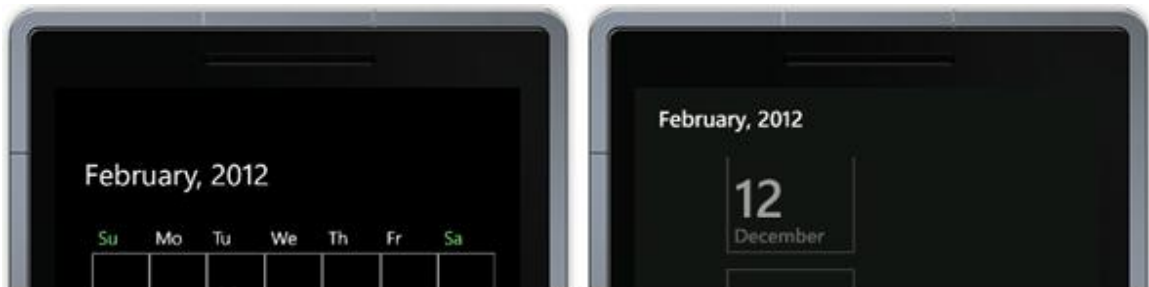 February, 2012
Su Mo Tu We Th Fr Sa
February, 2012
12
December